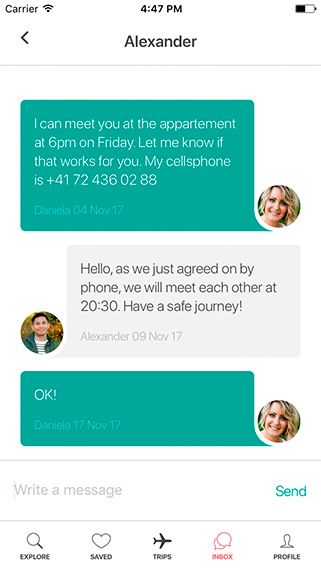 Carrier 4:47 PM
Alexander
I can meet you at the appartement
at 6pm on Friday. Let me know if
that works for you. My cellsphone
is +41 72 436 02 88
Daniela 04 Nov 17
Hello, as we just agreed on by
phone, we will meet each other at
20:30. Have a safe journey!
Alexander 09 Nov 17
OK!
Daniela 17 Nov 17
Write a message Send
EXPLORE SAVED TRIPS INBOX PROFILE